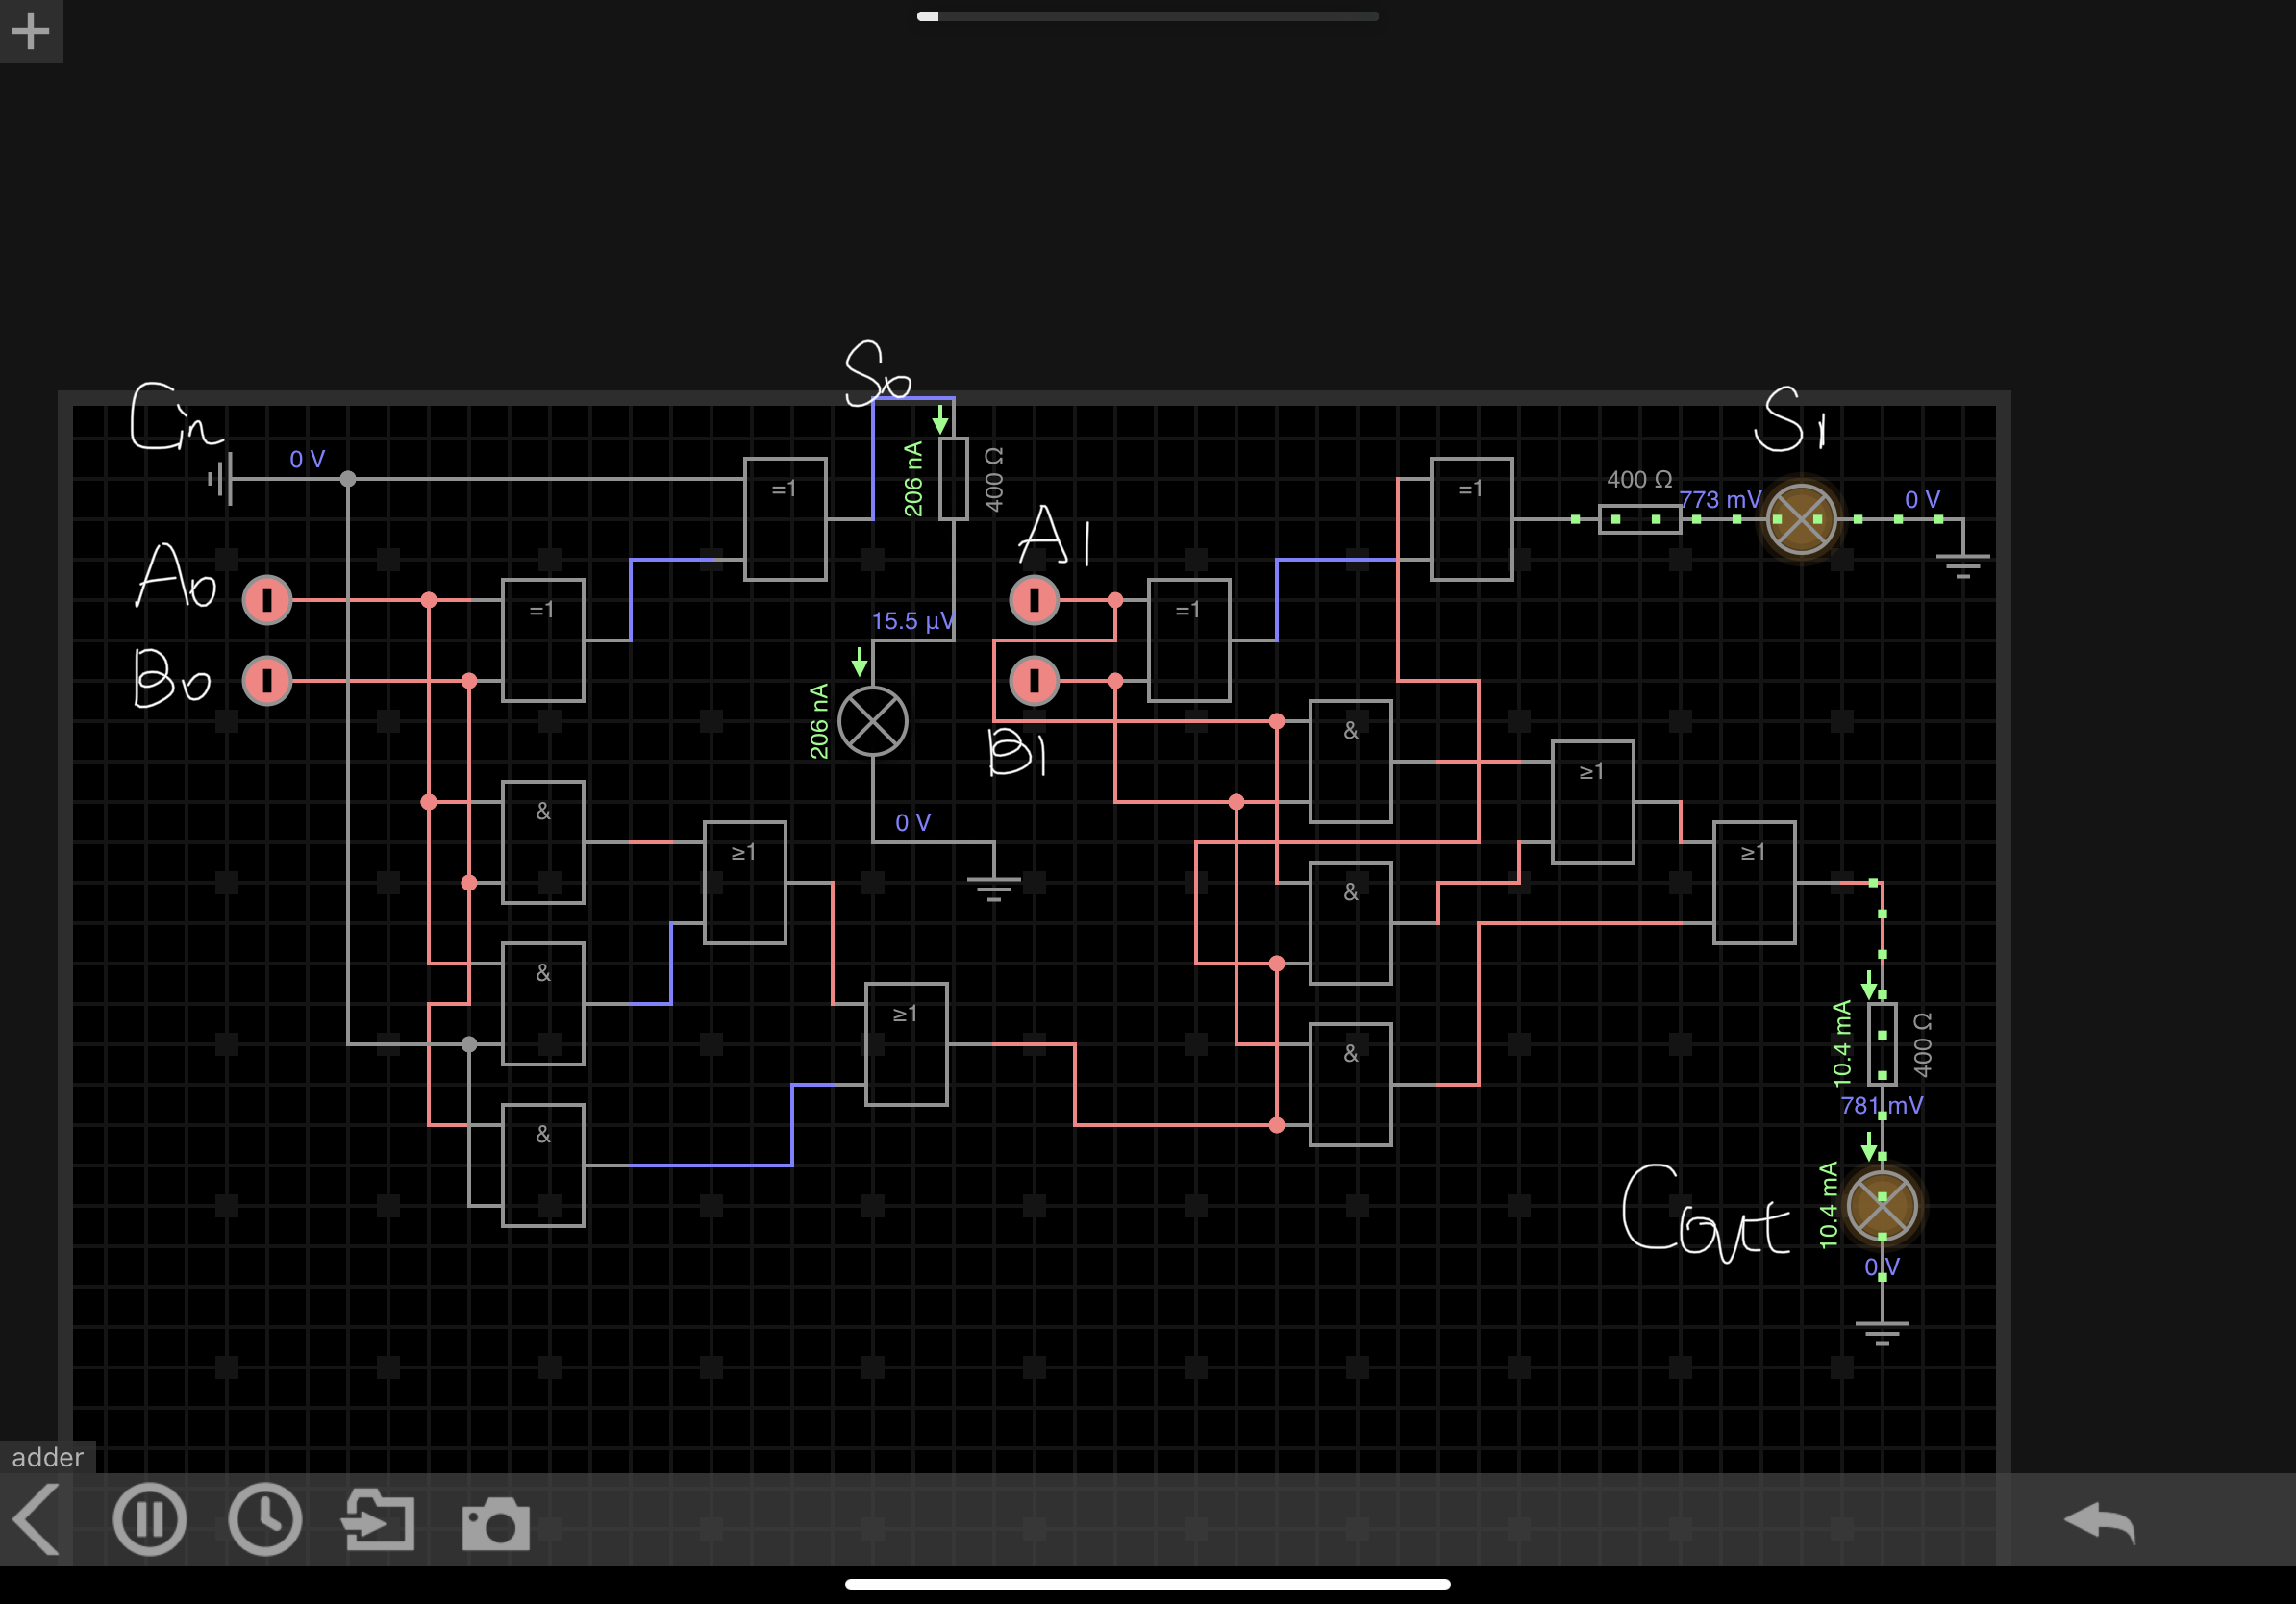 S0
Cin
S1
0 V
=1
206 nA
400 Ω
=1
400 Ω
773 mV
0 V
A1
A0
=1
=1
15.5 µV
B0
206 nA
B1
&
≥1
&
0 V
≥1
≥1
&
&
≥1
&
10.4 mA
400 Ω
781 mV
&
Cout
10.4 mA
0 V
adder